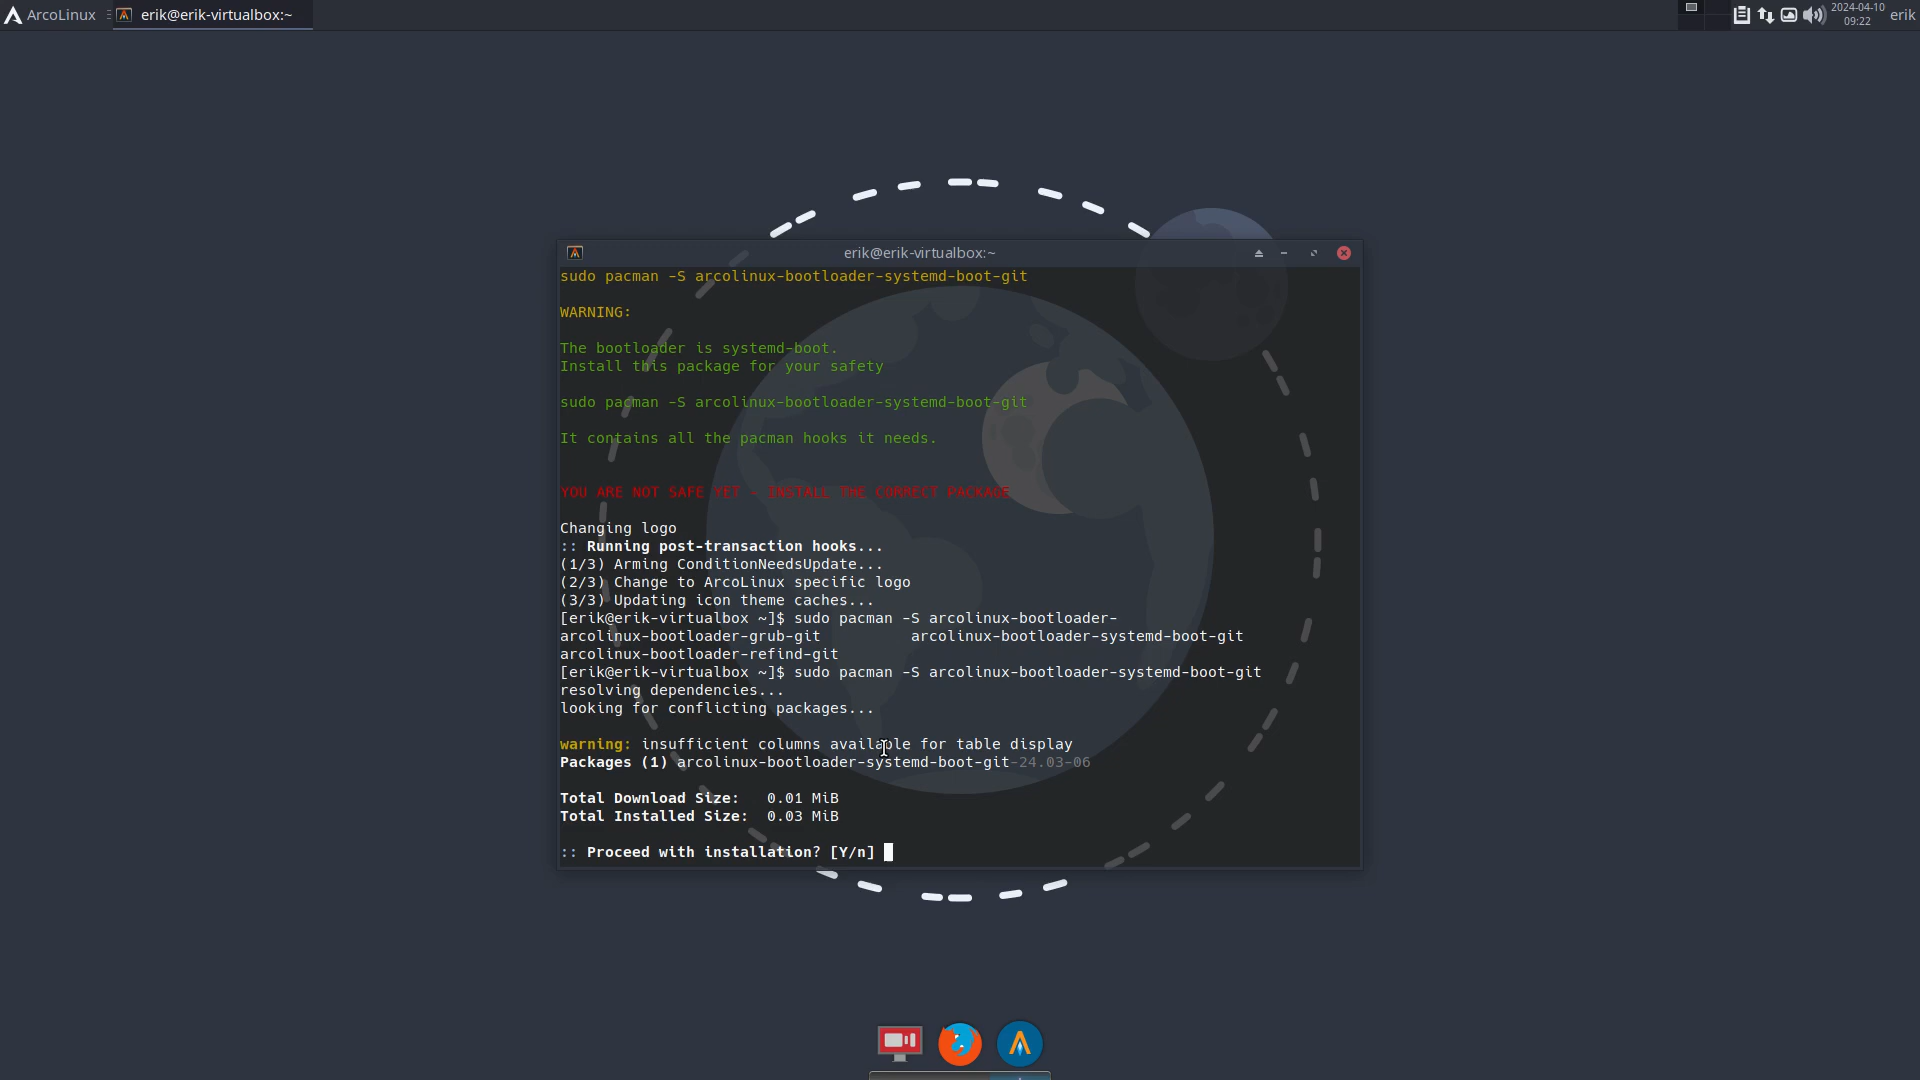 ArcoLinux
erik@erik-virtualbox:~
2024-04-10
09:22
erik
erik@erik-virtualbox:~
sudo pacman -S arcolinux-bootloader-systemd-boot-git
WARNING:
The bootloader is systemd-boot.
Install this package for your safety
sudo pacman -S arcolinux-bootloader-systemd-boot-git
It contains all the pacman hooks it needs.
YOU ARE NOT SAFE YET - INSTALL THE CORRECT PACKAGE
Changing logo
:: Running post-transaction hooks...
(1/3) Arming ConditionNeedsUpdate...
(2/3) Change to ArcoLinux specific logo
(3/3) Updating icon theme caches...
[erik@erik-virtualbox ~]$ sudo pacman -S arcolinux-bootloader-
arcolinux-bootloader-grub-git arcolinux-bootloader-systemd-boot-git
arcolinux-bootloader-refind-git
[erik@erik-virtualbox ~]$ sudo pacman -S arcolinux-bootloader-systemd-boot-git
resolving dependencies...
looking for conflicting packages...
warning: insufficient columns available for table display
Packages (1) arcolinux-bootloader-systemd-boot-git-24.03-06
Total Download Size: 0.01 MiB
Total Installed Size: 0.03 MiB
:: Proceed with installation? [Y/n]